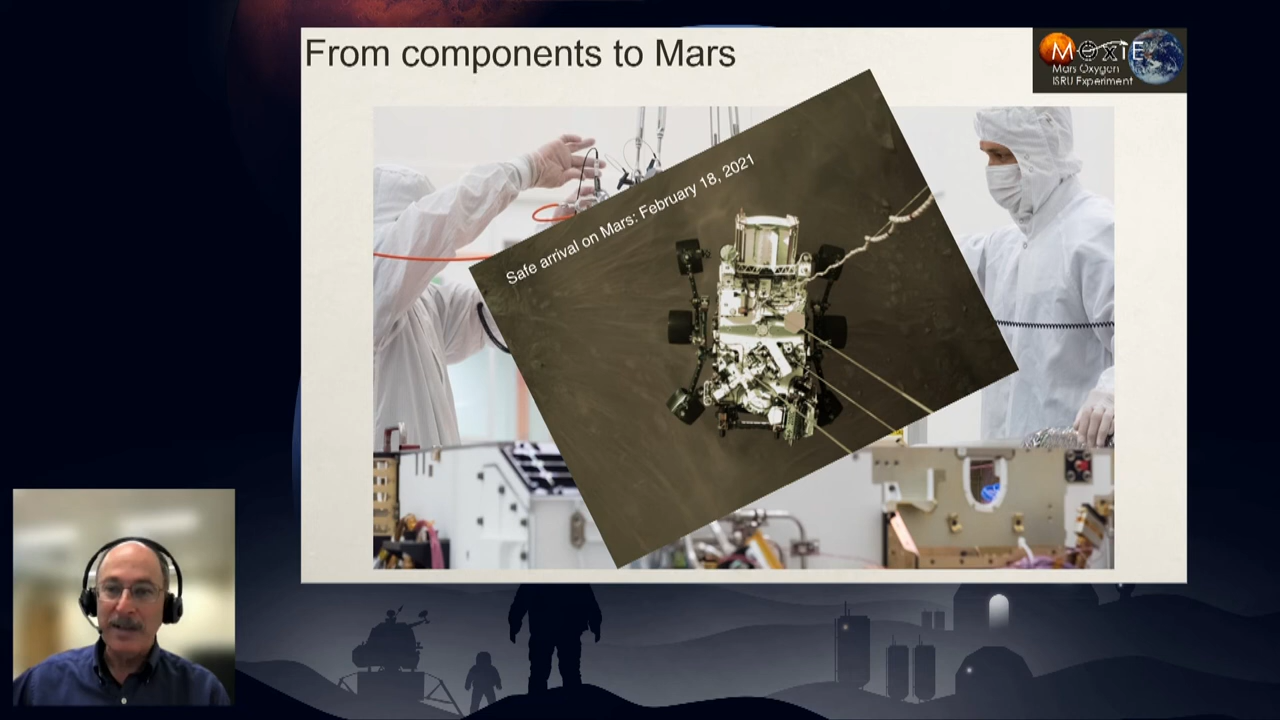 From components to Mars
MOXIE
Mars Oxygen
ISRU Experiment
Safe arrival on Mars: February 18, 2021